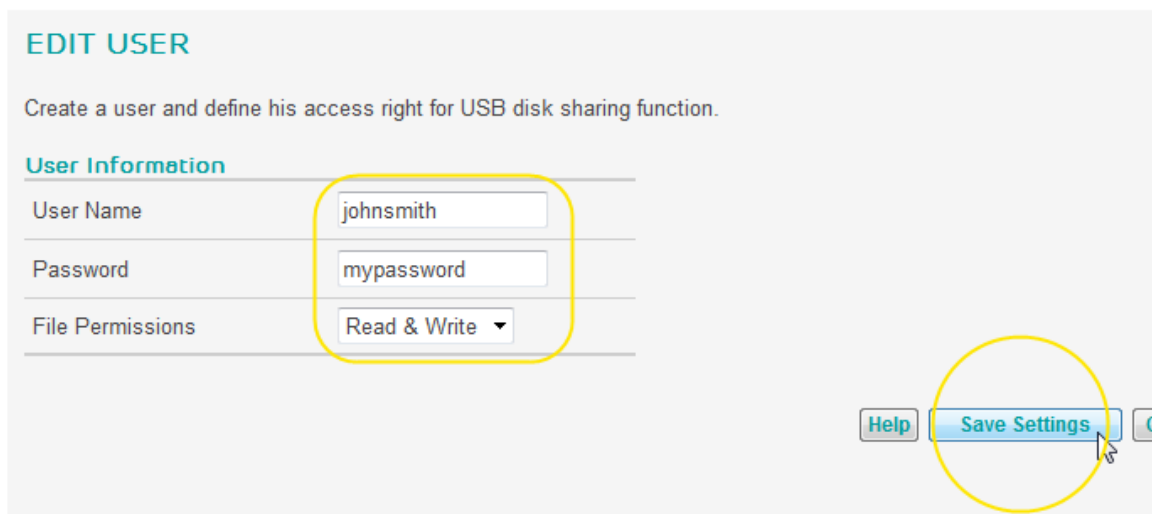 EDIT USER
Create a user and define his access right for USB disk sharing function.
User Information
User Name johnsmith
Password mypassword
File Permissions Read & Write
Help Save Settings